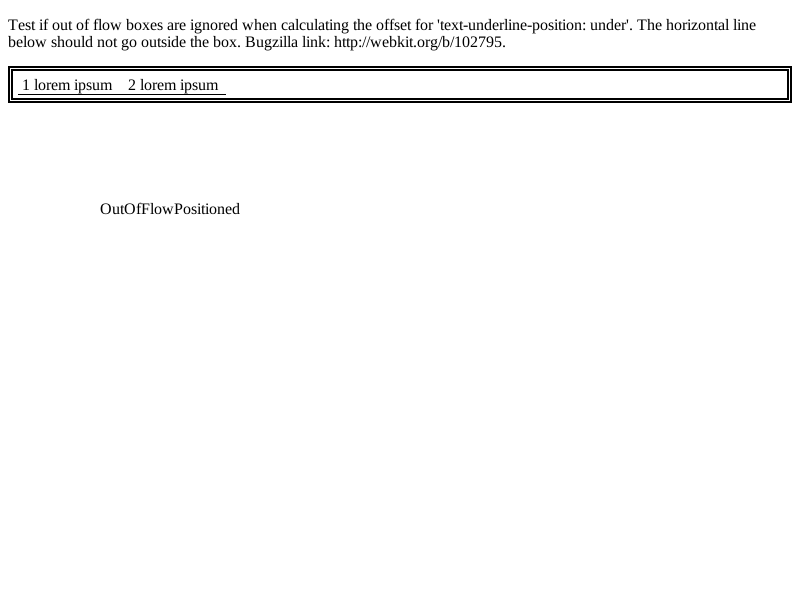 Test if out of flow boxes are ignored when calculating the offset for 'text-underline-position: under'. The horizontal line
below should not go outside the box. Bugzilla link: http://webkit.org/b/102795.
1 lorem ipsum 2 lorem ipsum
OutOfFlowPositioned